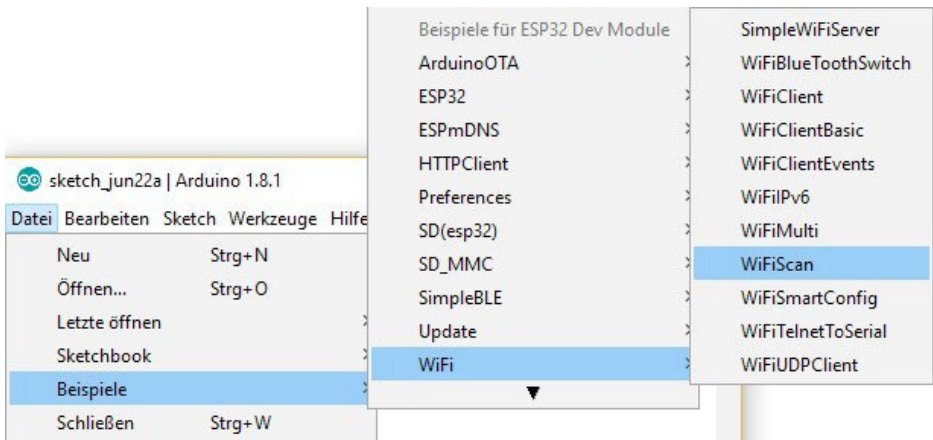 sketch_jun22a | Arduino 1.8.1
Datei Bearbeiten Sketch Werkzeuge Hilfe
Neu Strg+N
Öffnen... Strg+O
Letzte öffnen
Sketchbook
Beispiele
Schließen Strg+W
Beispiele für ESP32 Dev Module
ArduinoOTA
ESP32
ESPmDNS
HTTPClient
Preferences
SD(esp32)
SD_MMC
SimpleBLE
Update
WiFi
SimpleWiFiServer
WiFiBlueToothSwitch
WiFiClient
WiFiClientBasic
WiFiClientEvents
WiFiIPv6
WiFiMulti
WiFiScan
WiFiSmartConfig
WiFiTelnetToSerial
WiFiUDPClient